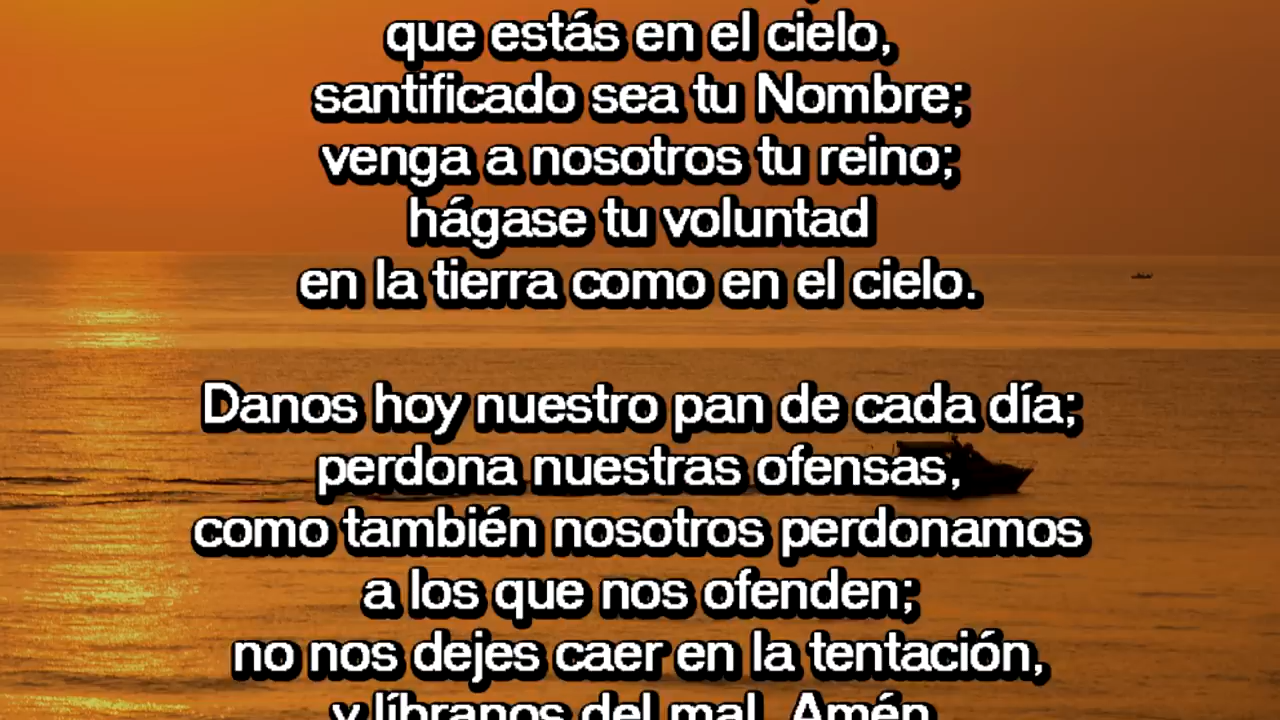 que estás en el cielo,
santificado sea tu Nombre;
venga a nosotros tu reino;
hágase tu voluntad
en la tierra como en el cielo.
Danos hoy nuestro pan de cada día;
perdona nuestras ofensas,
como también nosotros perdonamos
a los que nos ofenden;
no nos dejes caer en la tentación,
y líbranos del mal. Amén.